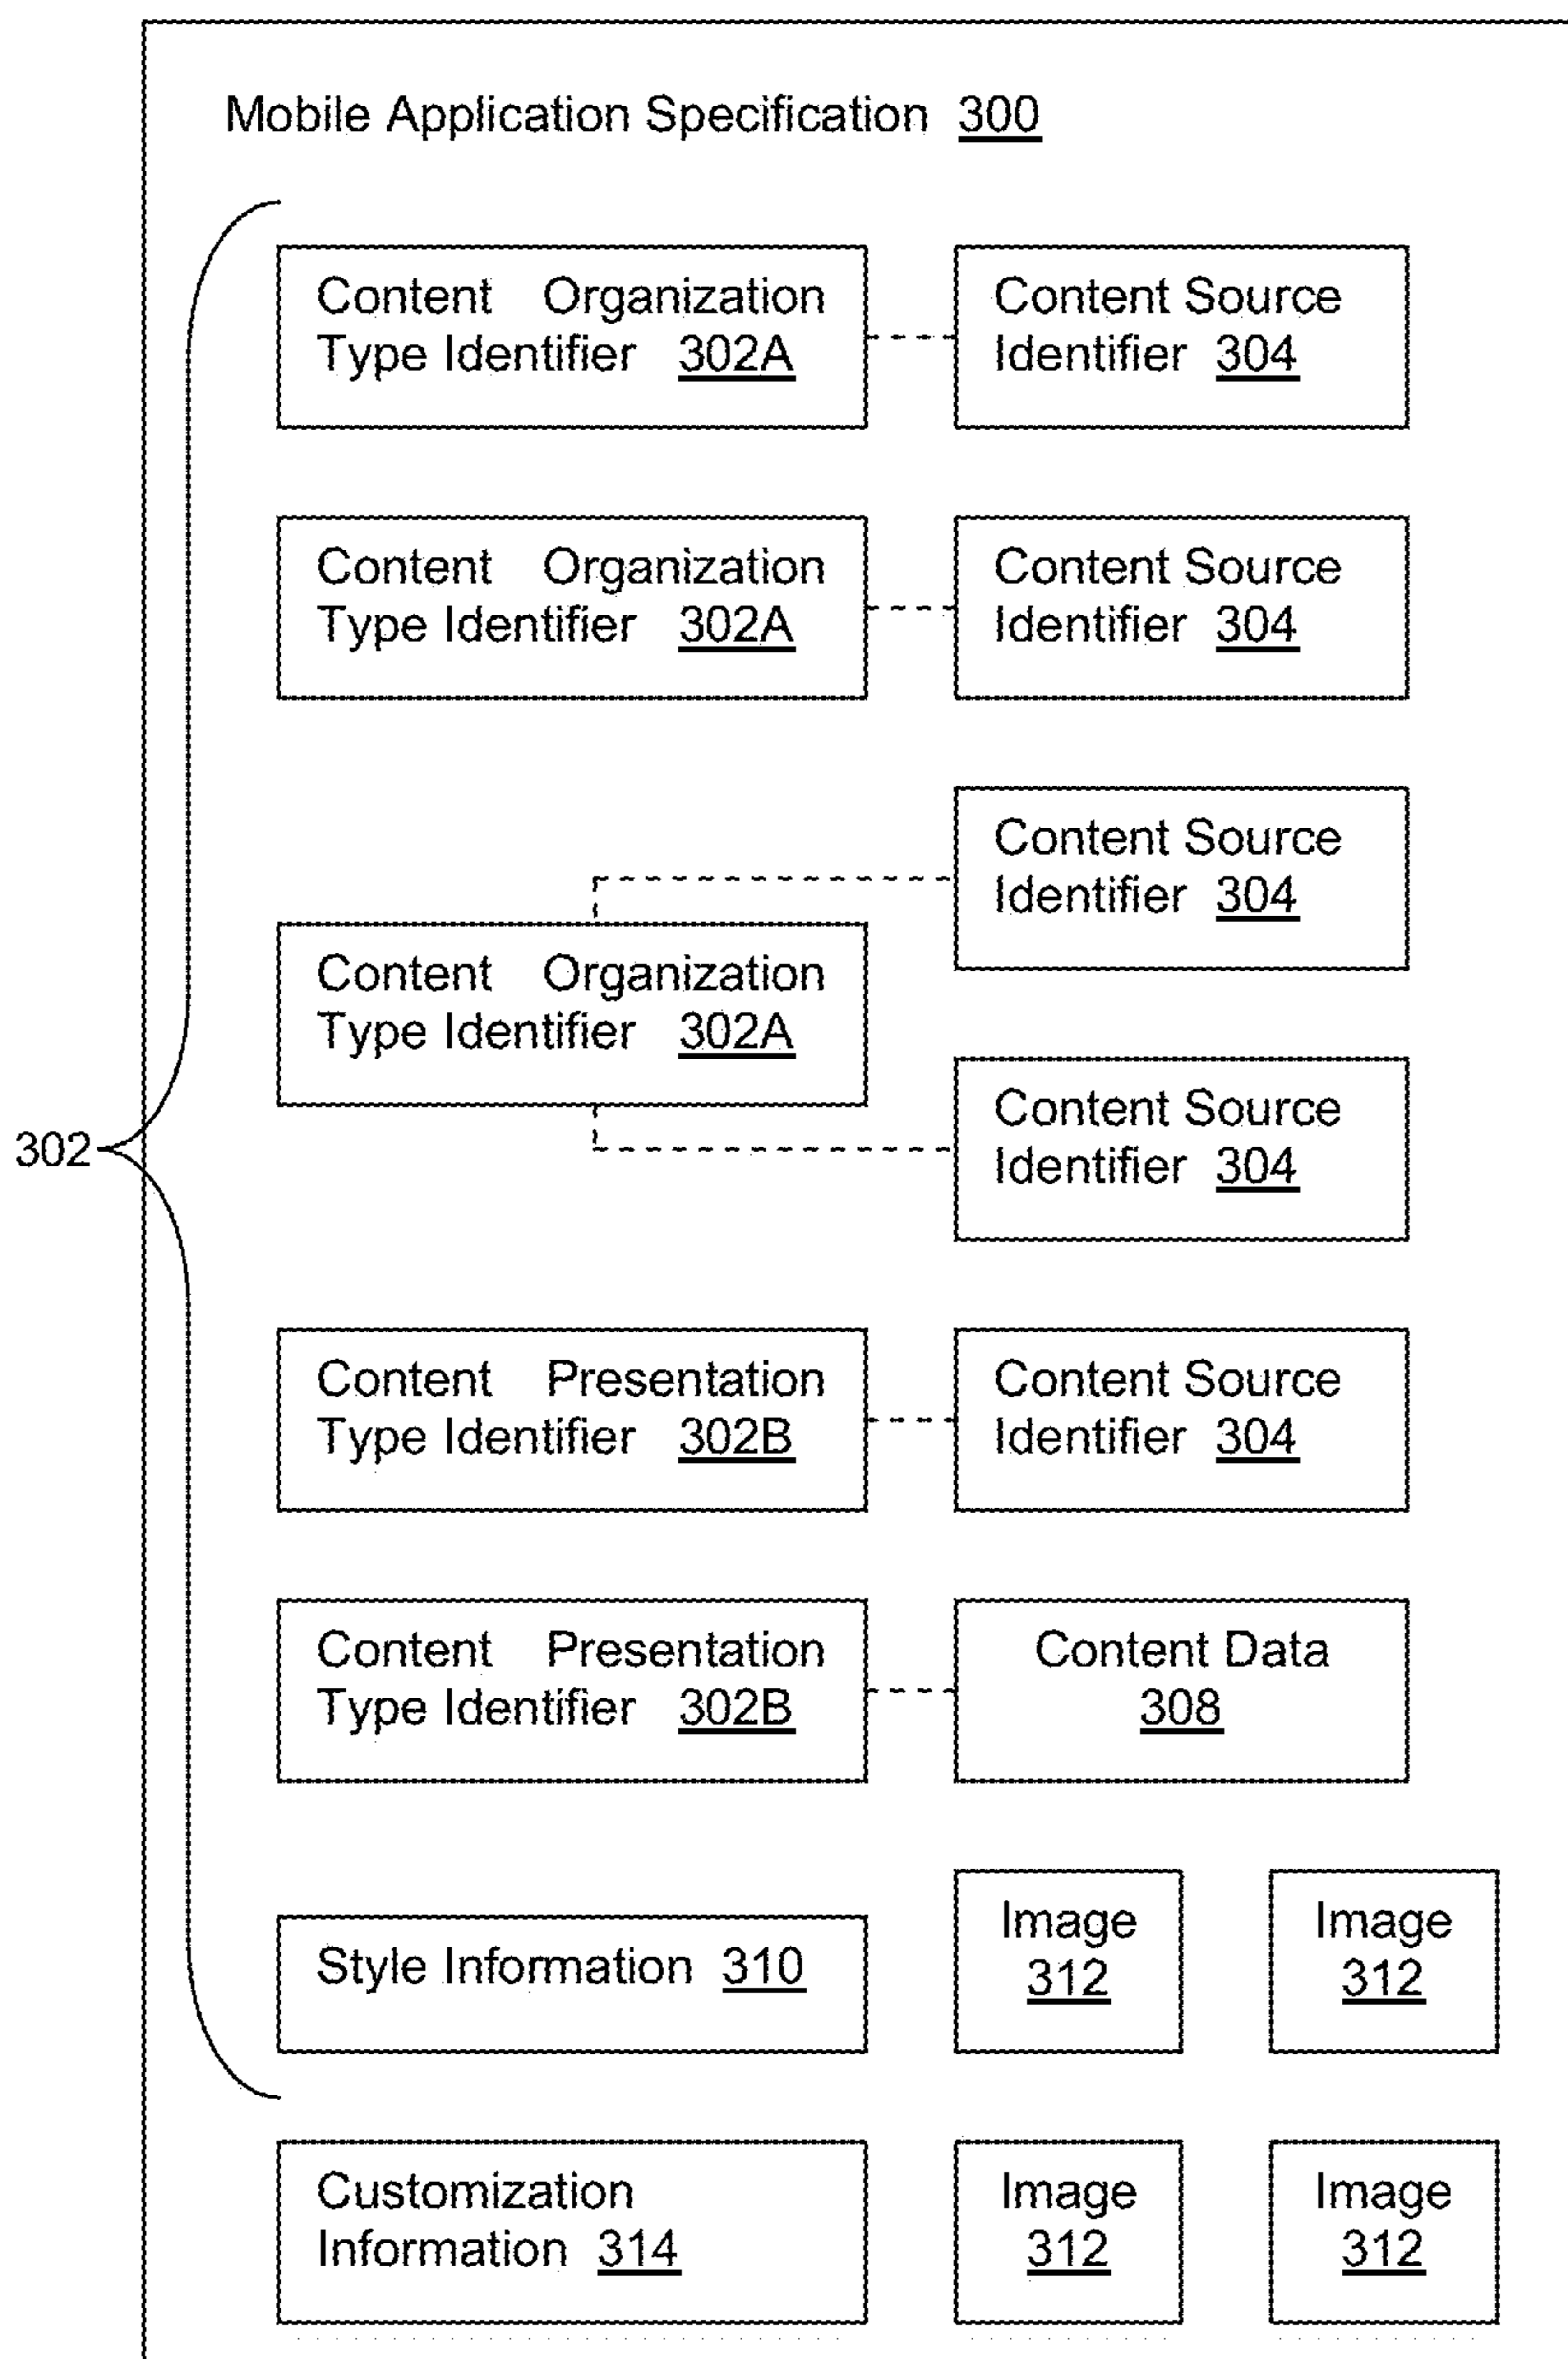 Mobile Application Specification 300
Content Organization
Type Identifier 302A
Content Source
Identifier 304
Content Organization
Type Identifier 302A
Content Source
Identifier 304
Content Source
Identifier 304
Content Organization
Type Identifier 302A
Content Source
Identifier 304
302
Content Presentation
Type Identifier 302B
Content Source
Identifier 304
Content Presentation
Type Identifier 302B
Content Data
308
Style Information 310
Image
312
Image
312
Customization
Information 314
Image
312
Image
312